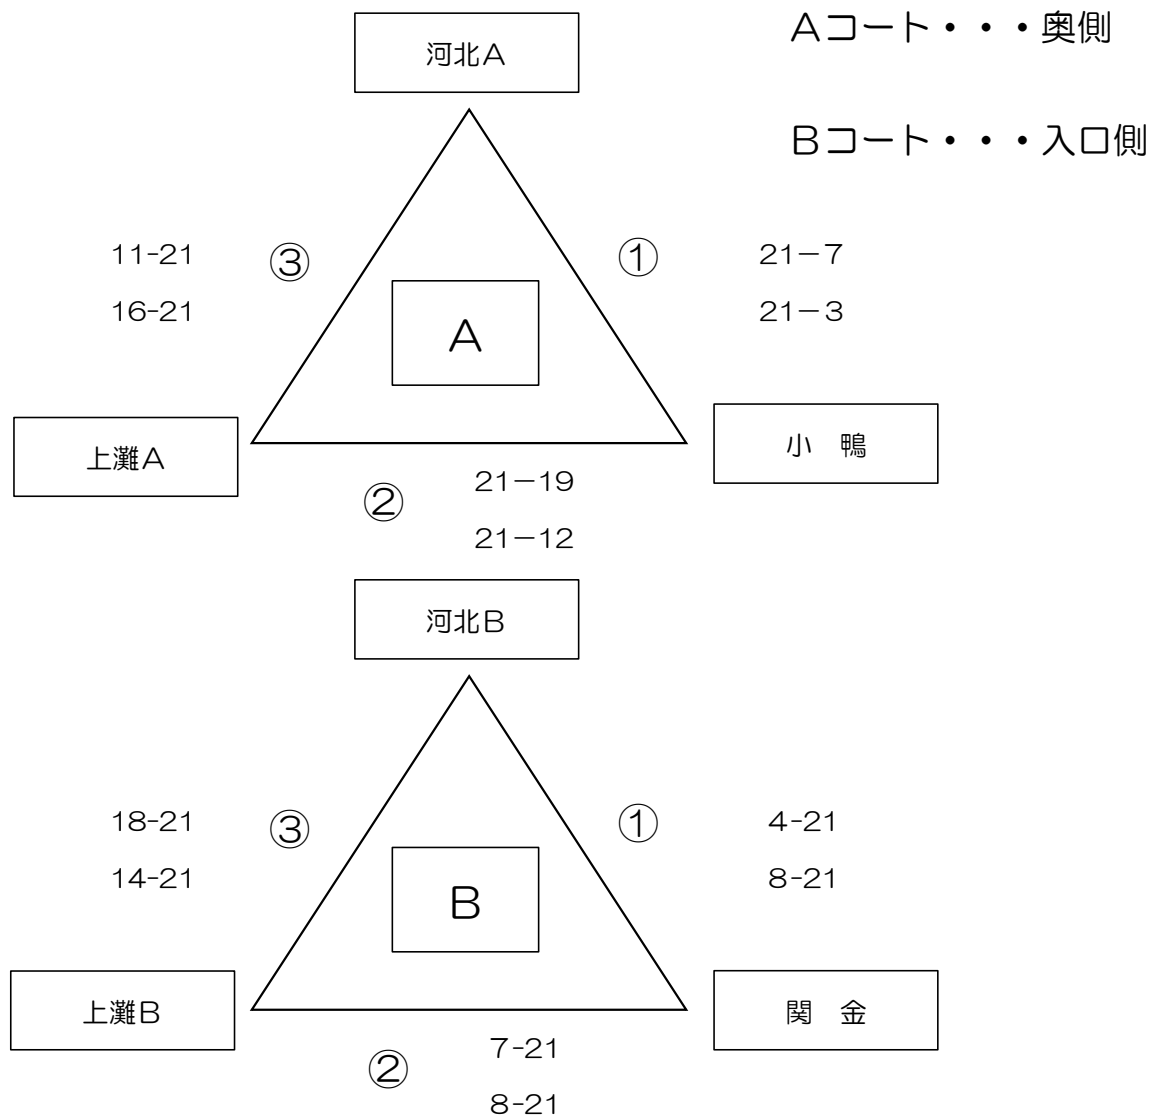 河北A
Aコート・・・奥側
Bコート・・・入口側
11-21
③
①
21−7
16-21
21−3
A
上灘A
小 鴨
②
21−19
21−12
河北B
18-21
③
①
4-21
14-21
8-21
B
上灘B
関 金
②
7-21
8-21